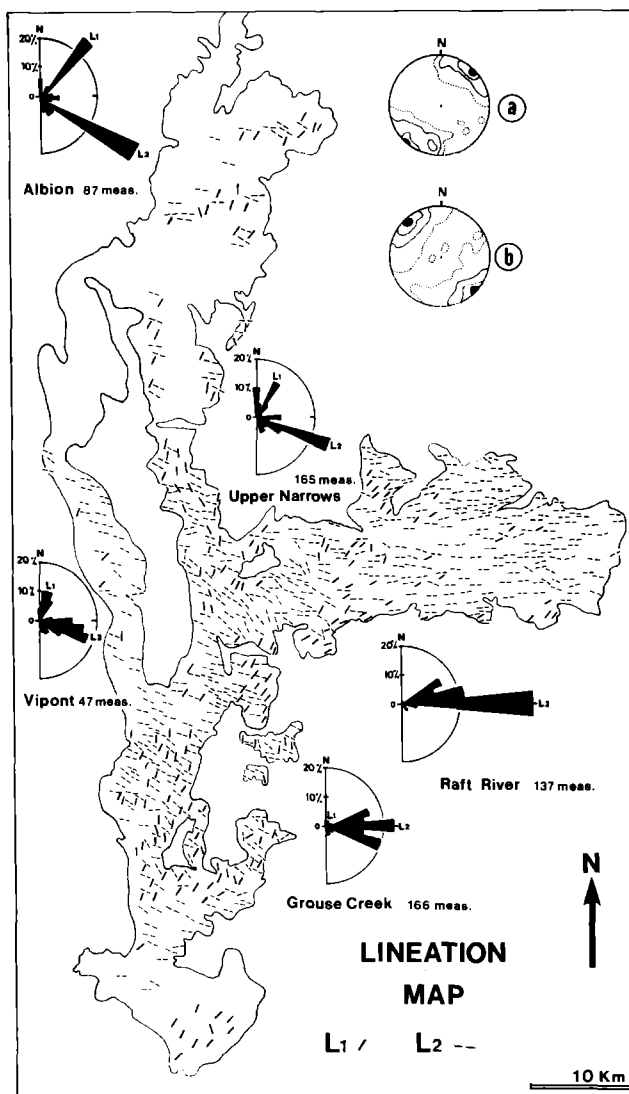 N
20%
L1
10%
0
L2
Albion 87 meas.
N
a
N
b
N
20%
L1
10%
0
L2
165 meas.
Upper Narrows
N
20%
L1
10%
0
L2
Vipont 47 meas.
N
20%
10%
0
L2
Raft River 137 meas.
N
20%
10%
L1
0
L2
Grouse Creek 166 meas.
N
LINEATION
MAP
L1 L2
10 Km